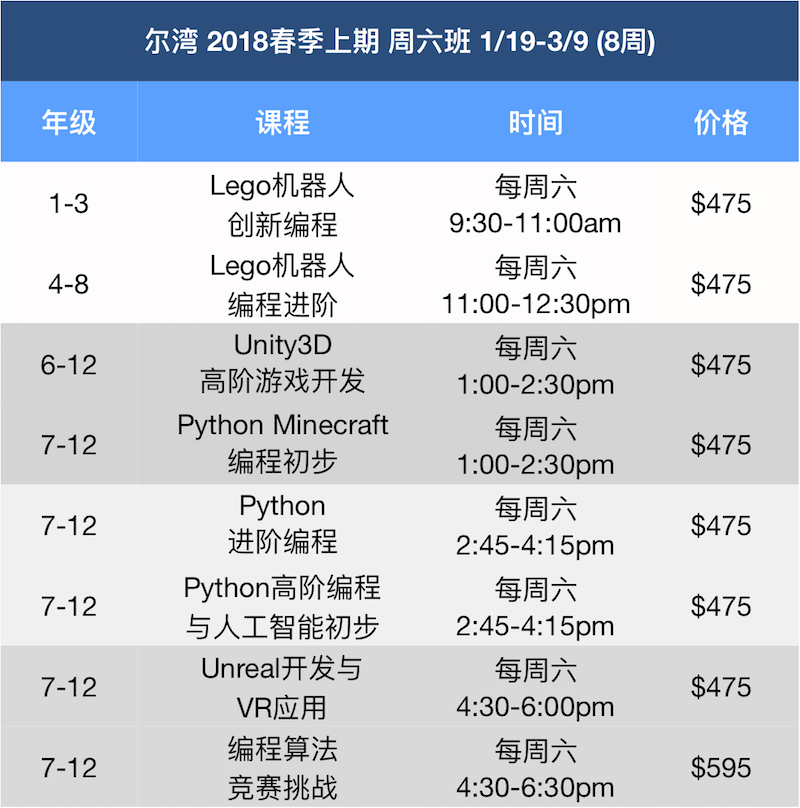 尔湾 2018春季上期 周六班 1/19-3/9 (8周)
年级 课程 时间 价格
1-3 Lego机器人 创新编程 每周六 9:30-11:00am $475
4-8 Lego机器人 编程进阶 每周六 11:00-12:30pm $475
6-12 Unity3D 高阶游戏开发 每周六 1:00-2:30pm $475
7-12 Python Minecraft 编程初步 每周六 1:00-2:30pm $475
7-12 Python 进阶编程 每周六 2:45-4:15pm $475
7-12 Python高阶编程 与人工智能初步 每周六 2:45-4:15pm $475
7-12 Unreal开发与 VR应用 每周六 4:30-6:00pm $475
7-12 编程算法 竞赛挑战 每周六 4:30-6:30pm $595